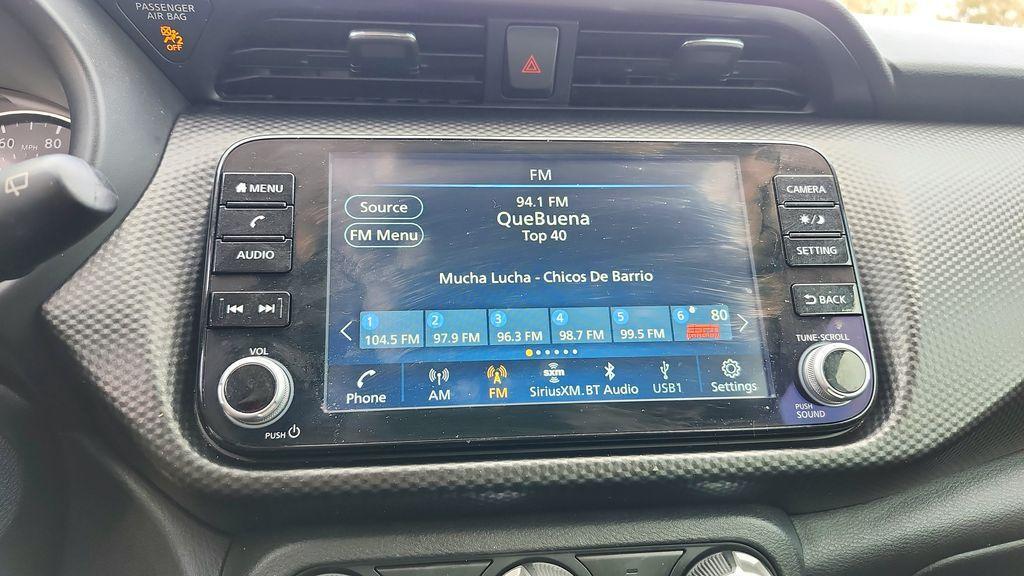 PASSENGER
AIR BAG
2
OFF
60 MPH 80
MENU
AUDIO
VOL
PUSH
FM
Source
FM Menu
94.1 FM
QueBuena
Top 40
Mucha Lucha - Chicos De Barrio
1 2 3 4 5 6 80
104.5 FM 97.9 FM 96.3 FM 98.7 FM 99.5 FM
Phone AM FM SiriusXM. BT Audio USB1 Settings
sxm
CAMERA
SETTING
BACK
TUNE·SCROLL
PUSH
SOUND